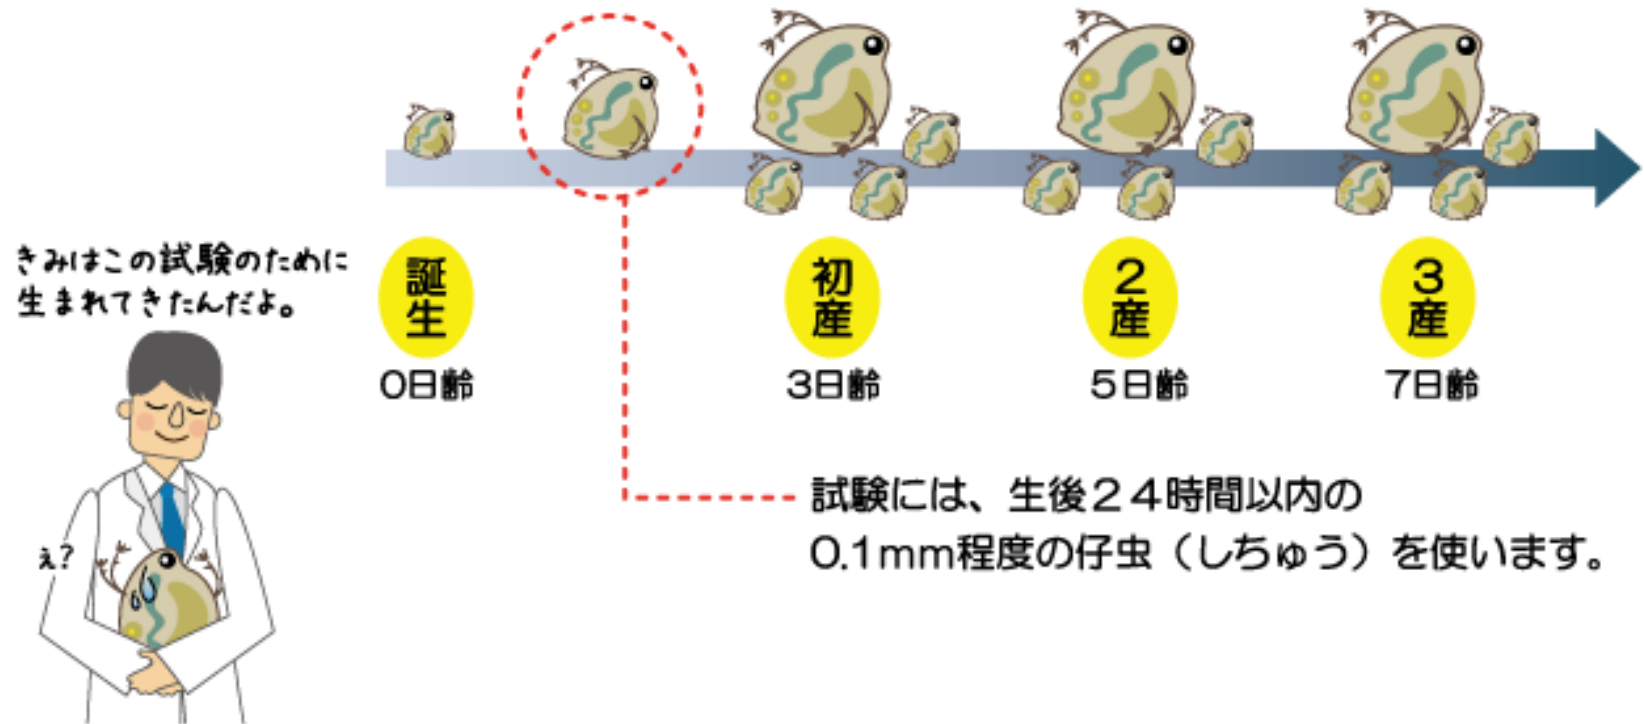 きみはこの試験のために
生まれてきたんだよ。
え?
誕生
0日齢
初産
3日齢
2産
5日齢
3産
7日齢
試験には、生後24時間以内の
0.1mm程度の仔虫（しちゅう）を使います。